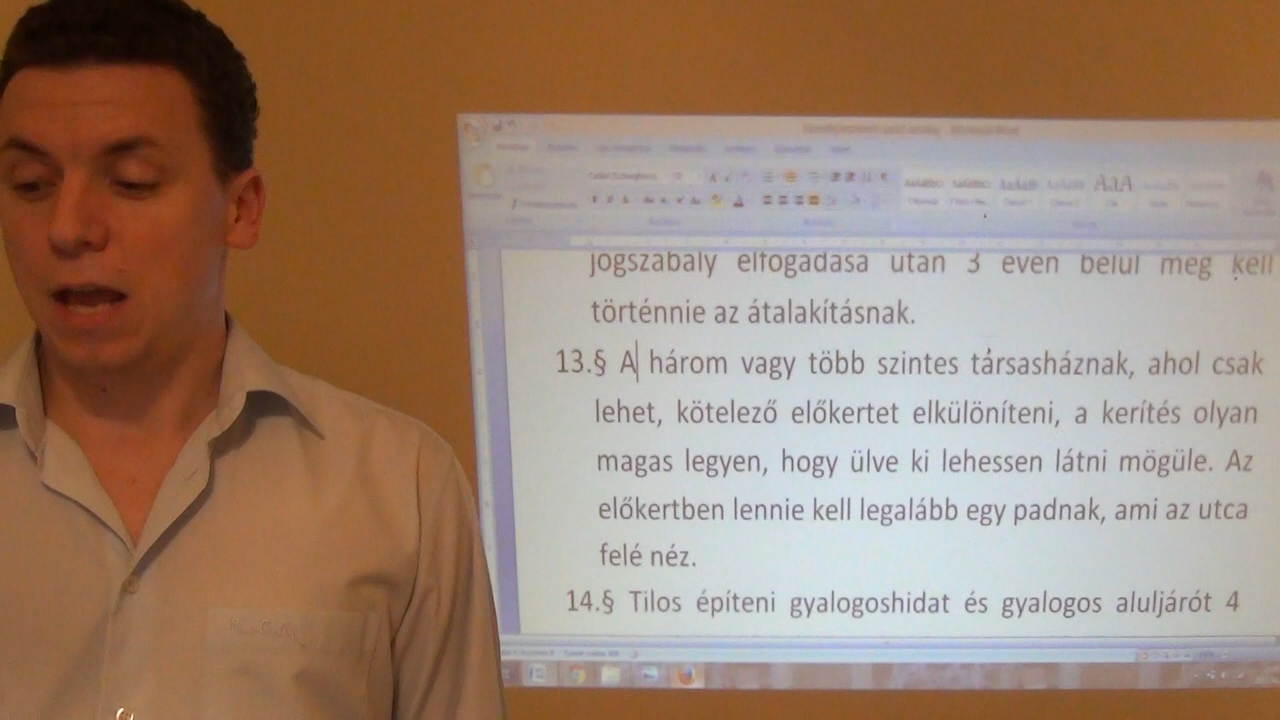 jogszabály elfogadása után 3 éven belül meg kell
történnie az átalakításnak.
13.§ A három vagy több szintes társasháznak, ahol csak
lehet, kötelező előkertet elkülöníteni, a kerítés olyan
magas legyen, hogy ülve ki lehessen látni mögüle. Az
előkertben lennie kell legalább egy padnak, ami az utca
felé néz.
14.§ Tilos építeni gyalogoshidat és gyalogos aluljárót 4